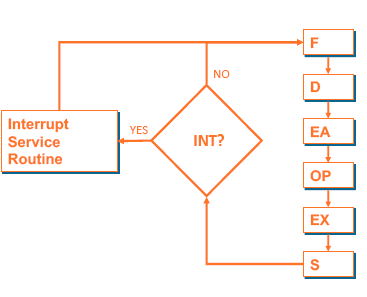 F
NO
D
YES
Interrupt
Service
Routine
INT?
EA
OP
EX
S